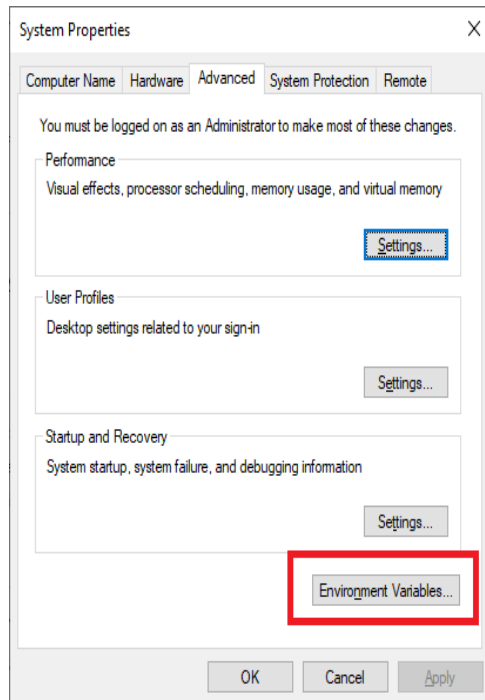 System Properties
Computer Name Hardware Advanced System Protection Remote
You must be logged on as an Administrator to make most of these changes.
Performance
Visual effects, processor scheduling, memory usage, and virtual memory
Settings...
User Profiles
Desktop settings related to your sign-in
Settings...
Startup and Recovery
System startup, system failure, and debugging information
Settings...
Environment Variables...
OK Cancel Apply